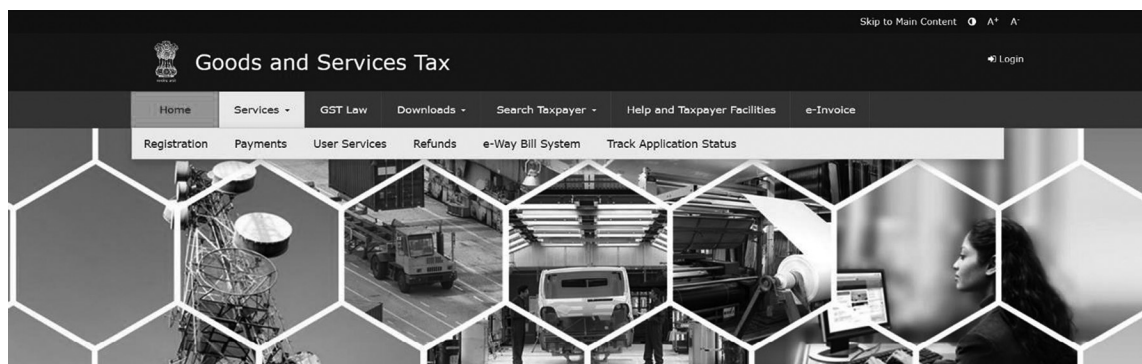 Skip to Main Content A+ A-
Goods and Services Tax
Login
Home Services GST Law Downloads Search Taxpayer Help and Taxpayer Facilities e-Invoice
Registration Payments User Services Refunds e-Way Bill System Track Application Status